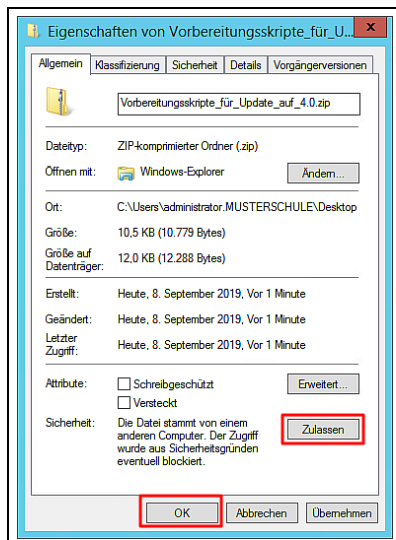 Eigenschaften von Vorbereitungsskripte_für_U... x
Allgemein Klassifizierung Sicherheit Details Vorgängerversionen
Vorbereitungsskripte_für_Update_auf_4.0.zip
Dateityp: ZIP-komprimierter Ordner (.zip)
Öffnen mit: Windows-Explorer Ändern...
Ort: C:\Users\administrator.MUSTERSCHULE\Desktop
Größe: 10,5 KB (10.779 Bytes)
Größe auf
Datenträger: 12,0 KB (12.288 Bytes)
Erstellt: Heute, 8. September 2019, Vor 1 Minute
Geändert: Heute, 8. September 2019, Vor 1 Minute
Letzter
Zugriff: Heute, 8. September 2019, Vor 1 Minute
Attribute: Schreibgeschützt Erweitert...
Versteckt
Sicherheit: Die Datei stammt von einem
anderen Computer. Der Zugriff
wurde aus Sicherheitsgründen
eventuell blockiert.
Zulassen
OK Abbrechen Übernehmen